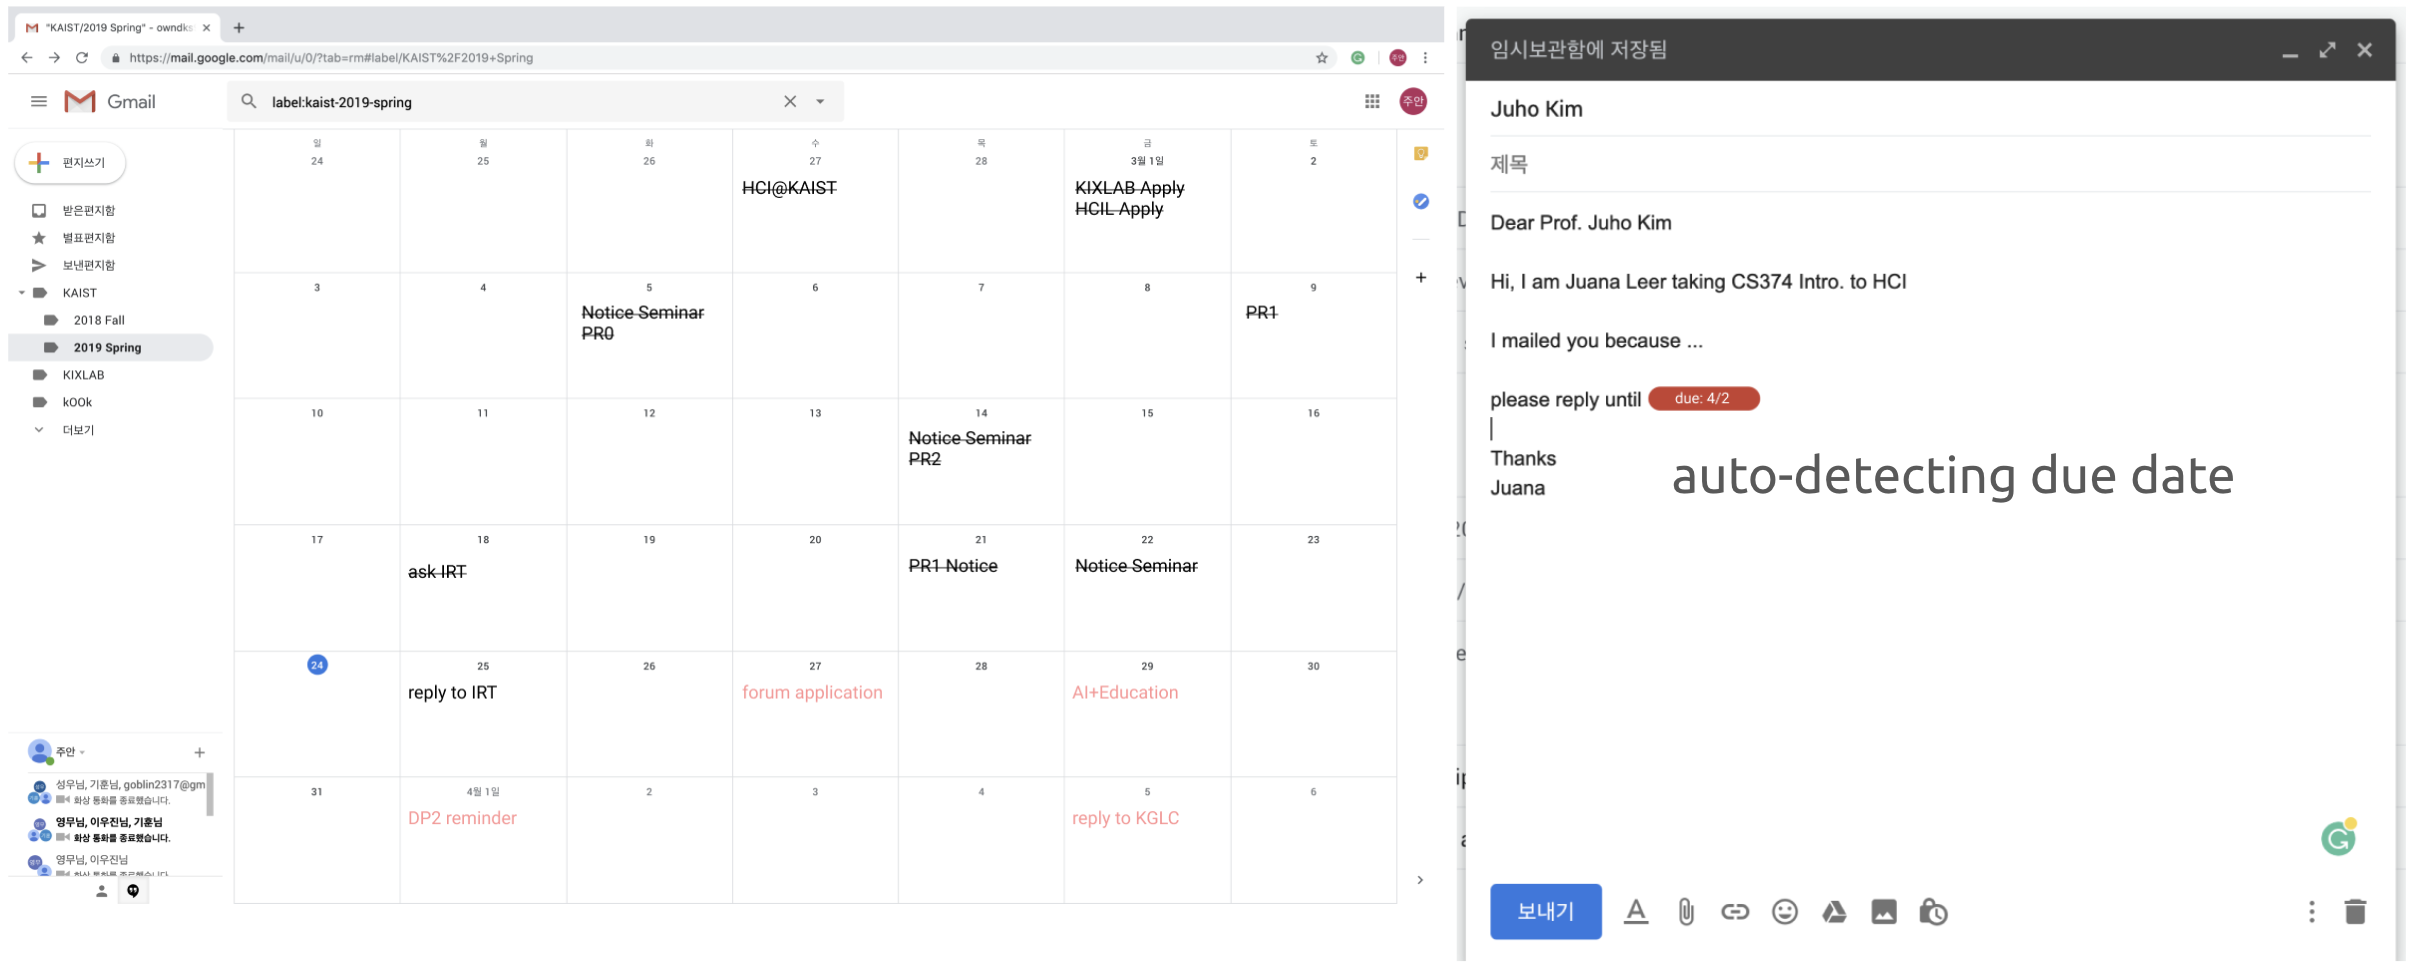 "KAIST/2019 Spring" - owndks
https://mail.google.com/mail/u/0/?tab=rm#label/KAIST%2F2019+Spring
주안
Gmail
label:kaist-2019-spring
주안
편지쓰기
받은편지함
별표편지함
보낸편지함
KAIST
2018 Fall
2019 Spring
KIXLAB
kOOk
더보기
일 월 화 수 목 금 토
24 25 26 27 28 3월 1일 2
HCI@KAIST
KIXLAB Apply
HCIL Apply
3 4 5 6 7 8 9
Notice Seminar
PR0
PR1
10 11 12 13 14 15 16
Notice Seminar
PR2
17 18 19 20 21 22 23
ask IRT
PR1 Notice
Notice Seminar
24 25 26 27 28 29 30
reply to IRT
forum application
AI+Education
31 4월 1일 2 3 4 5 6
DP2 reminder
reply to KGLC
주안
성우님, 기훈님, goblin2317@gm
화상 통화를 종료했습니다.
영무님, 이우진님, 기훈님
화상 통화를 종료했습니다.
영무님, 이우진님
임시보관함에 저장됨
Juho Kim
제목
Dear Prof. Juho Kim
Hi, I am Juana Leer taking CS374 Intro. to HCI
I mailed you because ...
please reply until due: 4/2
Thanks
Juana
auto-detecting due date
보내기